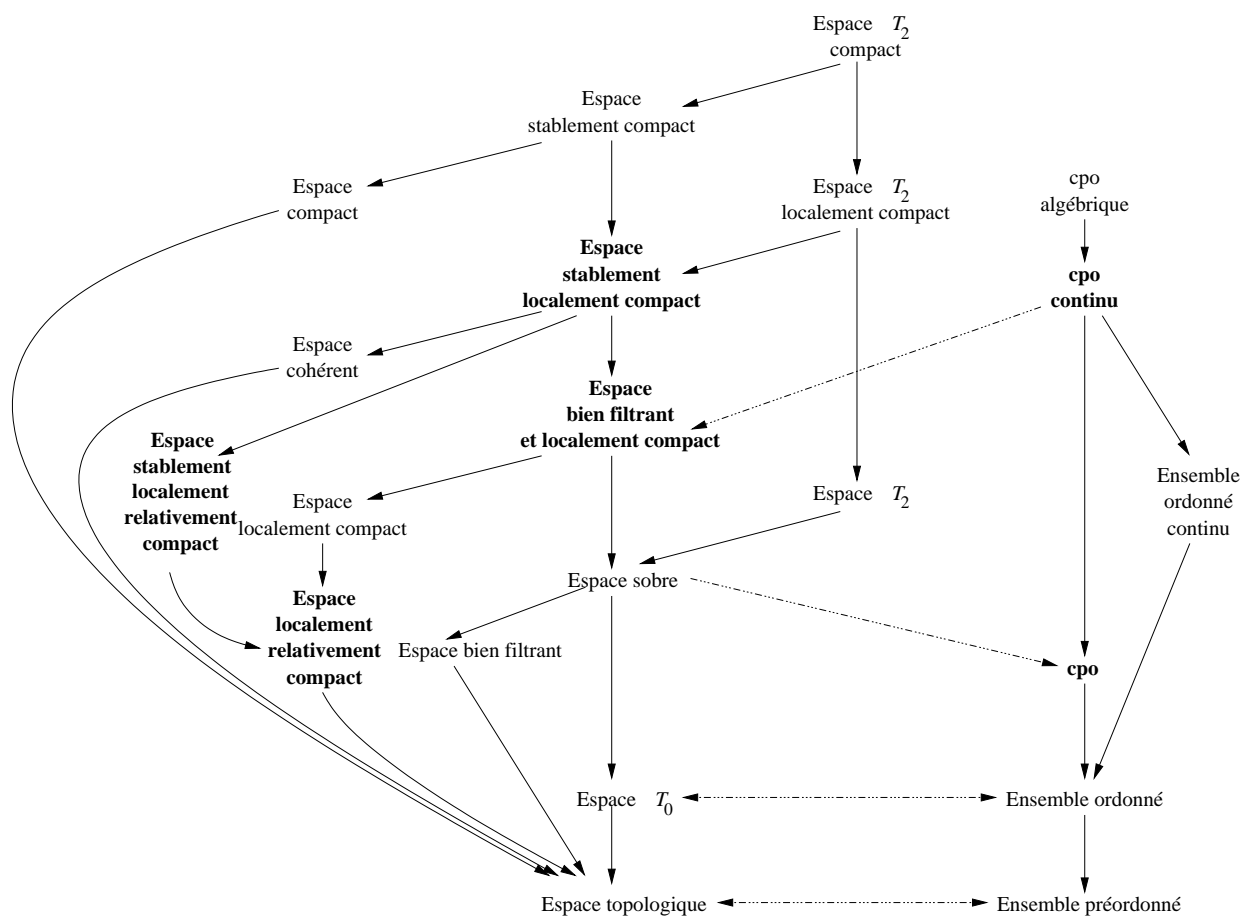 Espace T2
compact
Espace
stablement compact
Espace
compact
Espace T2
localement compact
cpo
algébrique
Espace
stablement
localement compact
cpo
continu
Espace
cohérent
Espace
bien filtrant
et localement compact
Espace
stablement
localement
relativement
compact
Espace
localement compact
Espace T2
Ensemble
ordonné
continu
Espace sobre
Espace
localement
relativement
compact
Espace bien filtrant
cpo
Espace T0
Ensemble ordonné
Espace topologique
Ensemble préordonné